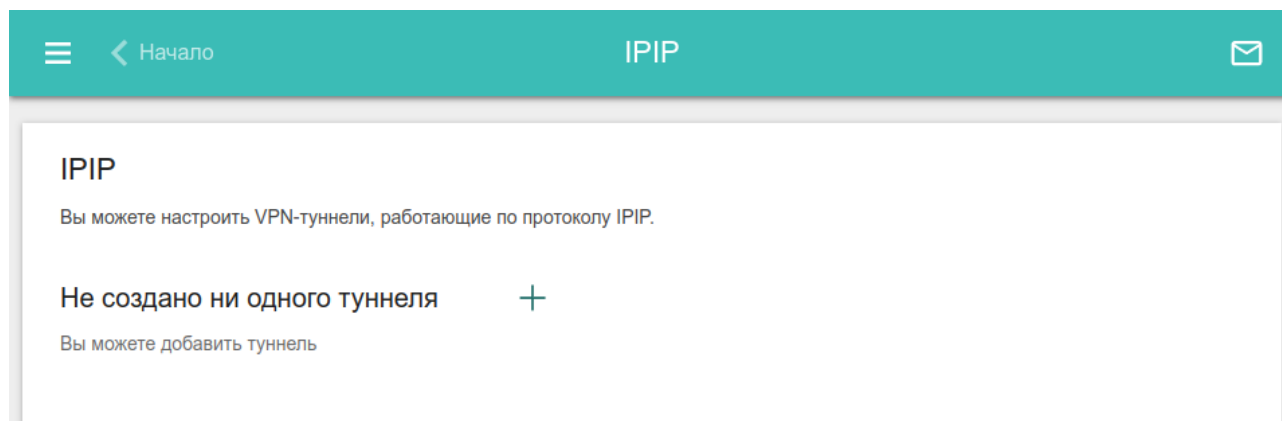 Начало
IPIP
IPIP
Вы можете настроить VPN-туннели, работающие по протоколу IPIP.
Не создано ни одного туннеля
Вы можете добавить туннель